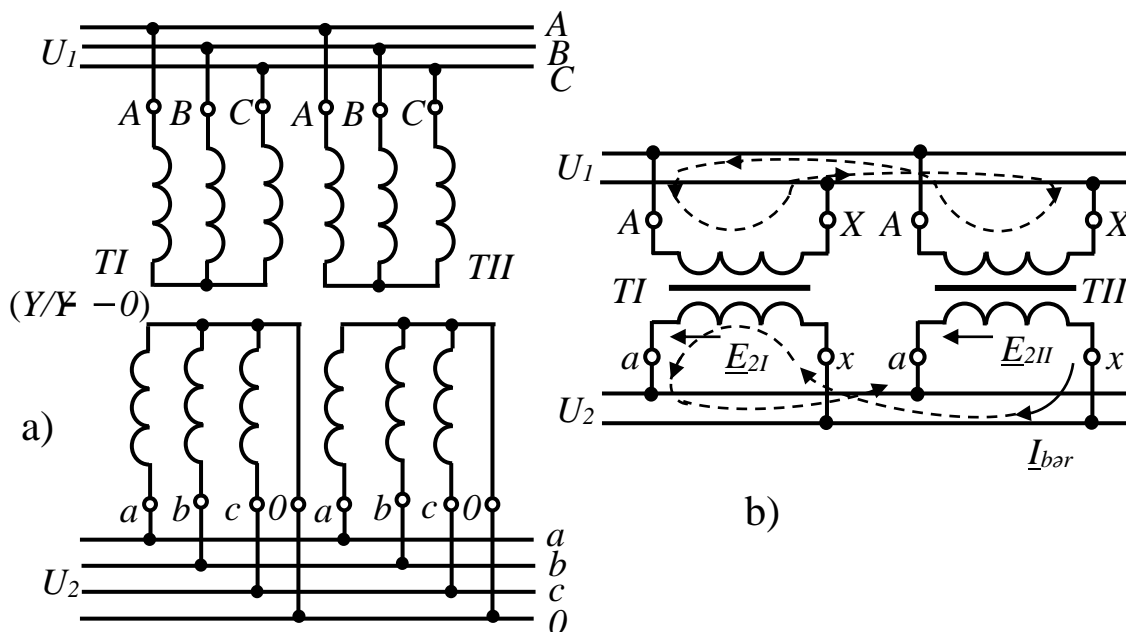 A
U1 B
C
A B C A B C
TI TII
(Y/Y - -0)
a b c 0 a b c 0
a
b
U2 c
0
a)
U1
A X A X
TI TII
a E2I x a E2II x
U2
Ibər
b)